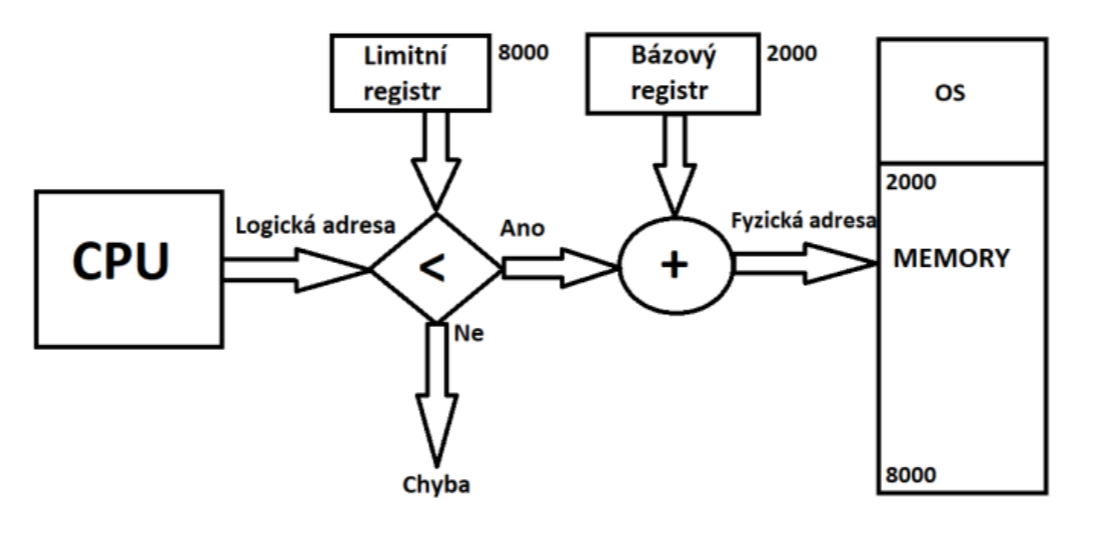 Limitní
registr
8000
Bázový
registr
2000
OS
CPU
Logická adresa
<
Ano
+
Fyzická adresa
2000
MEMORY
Ne
Chyba
8000